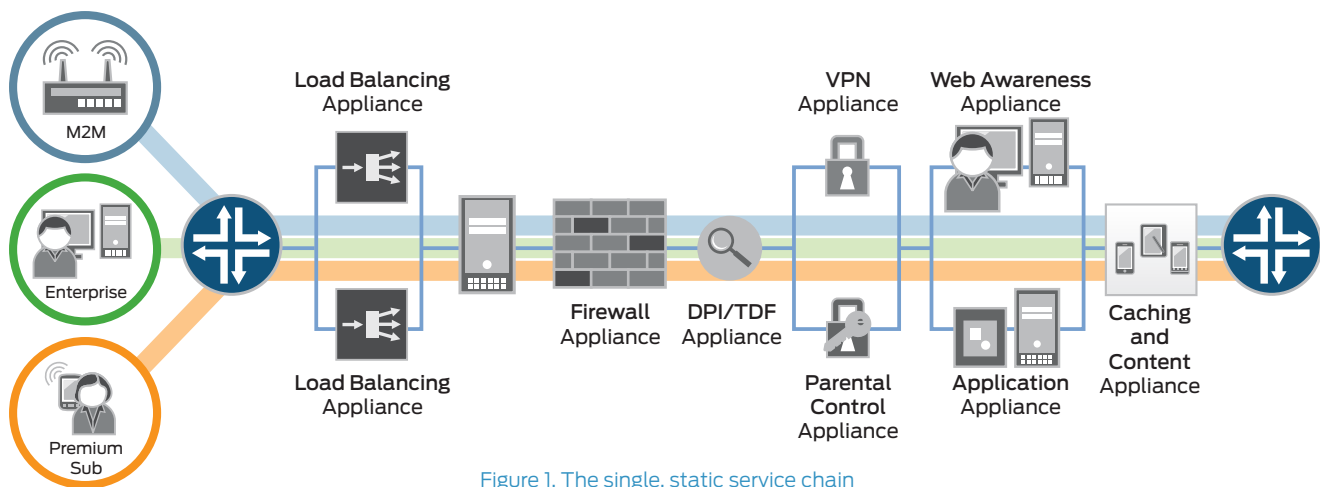 M2M
Enterprise
Premium
Sub
Load Balancing
Appliance
Load Balancing
Appliance
Firewall
Appliance
DPI/TDF
Appliance
VPN
Appliance
Parental
Control
Appliance
Web Awareness
Appliance
Application
Appliance
Caching
and
Content
Appliance
Figure 1. The single, static service chain